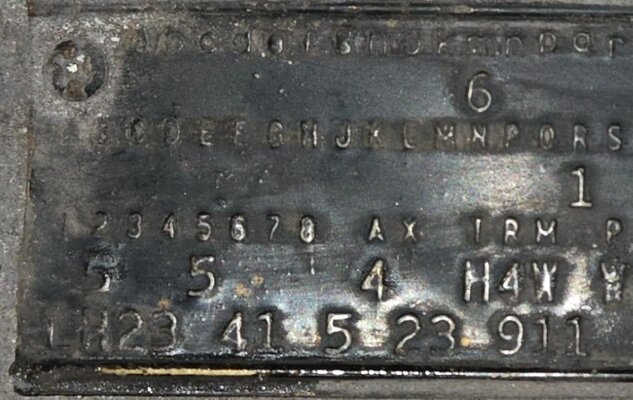 a b c d e f g h J k m n p q r
6
A B C D E F G H J K L M N P Q R S
1
1 2 3 4 5 6 7 8 AX TRM P
5 5 4 H4W W
LH23 41 5 23 911